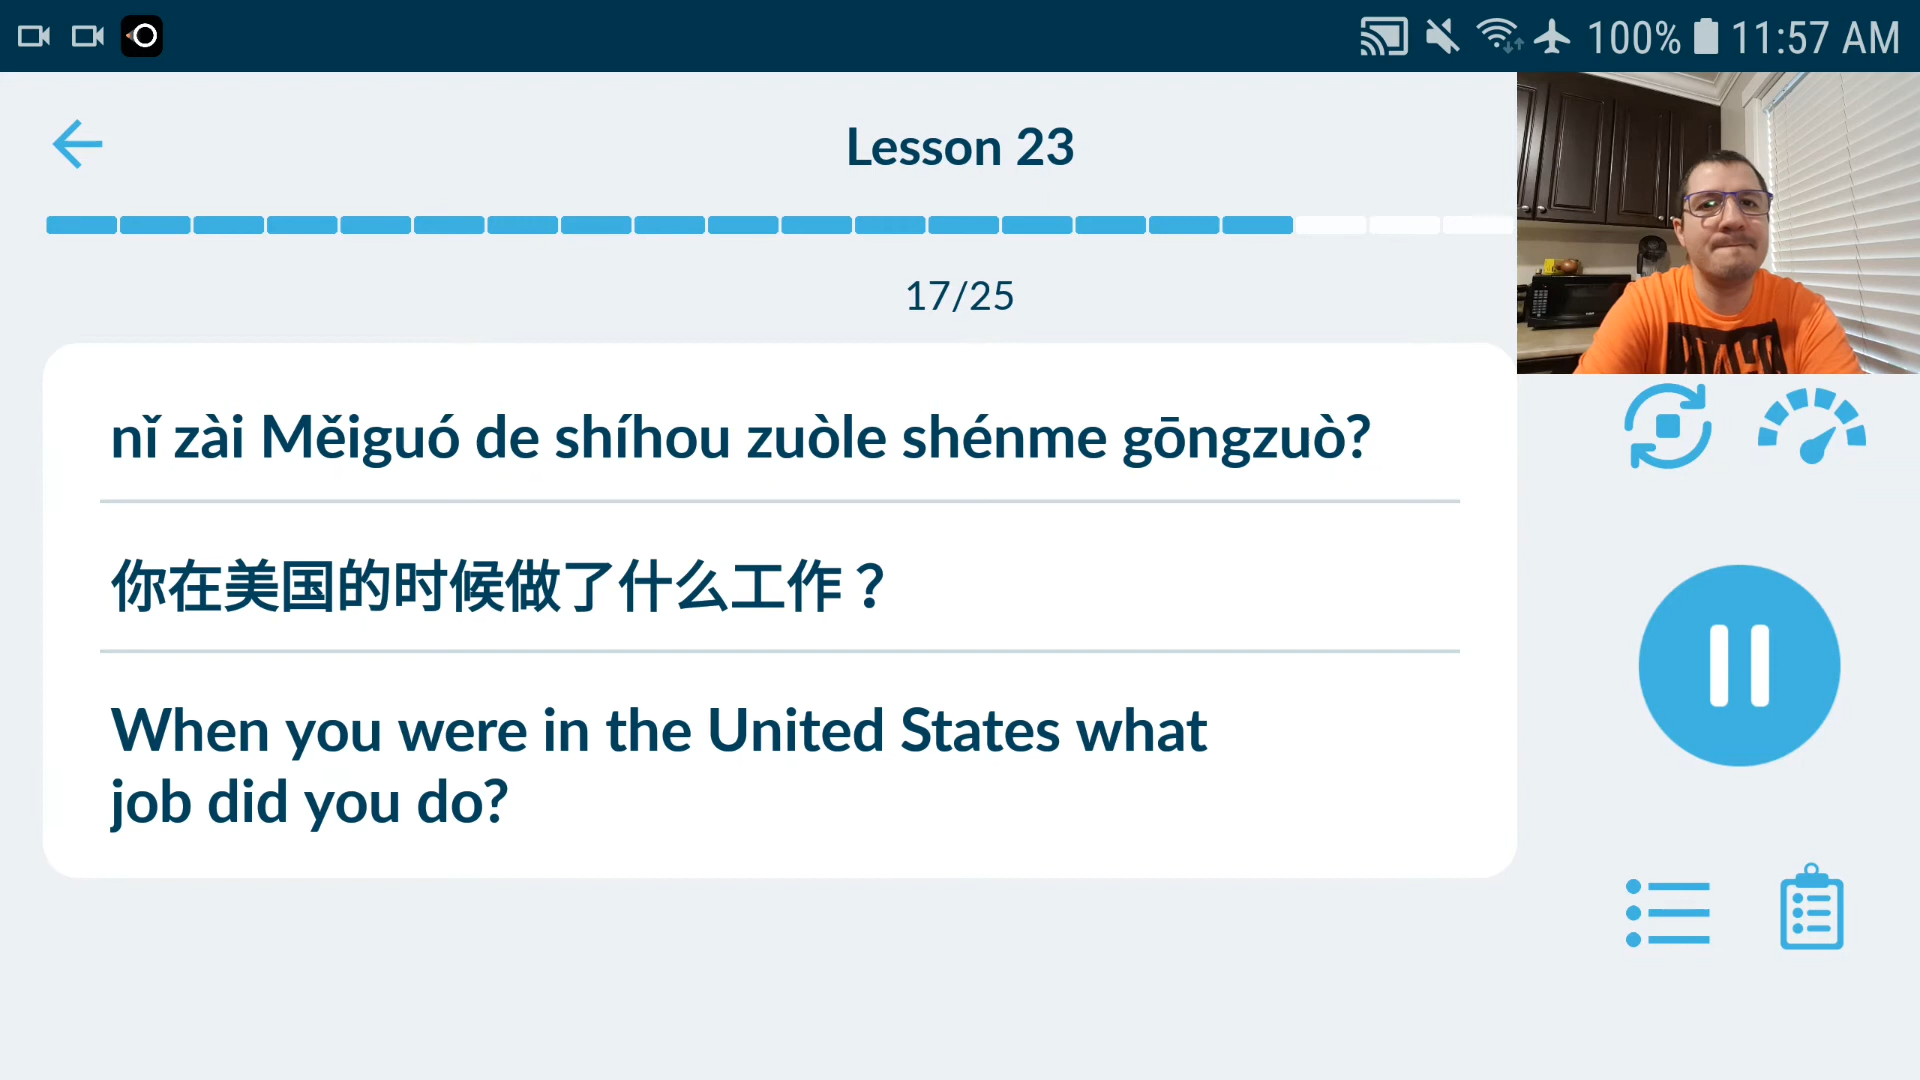 100% 11:57 AM
Lesson 23
17/25
nǐ zài Měiguó de shíhou zuòle shénme gōngzuò?
你在美国的时候做了什么工作？
When you were in the United States what
job did you do?